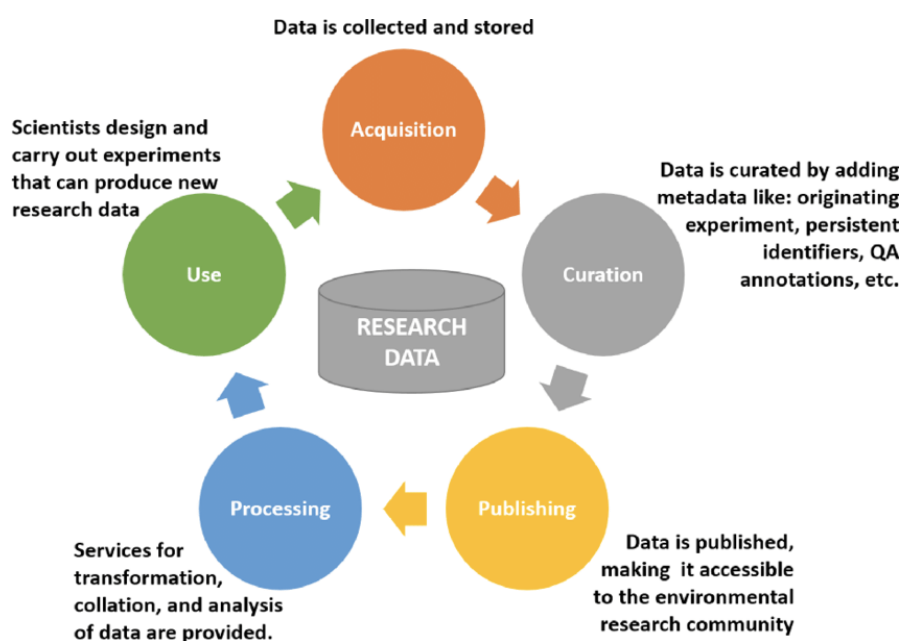 Data is collected and stored
Acquisition
Data is curated by adding
metadata like: originating
experiment, persistent
identifiers, QA
annotations, etc.
Curation
Data is published,
making it accessible
to the environmental
research community
Publishing
Services for
transformation,
collation, and analysis
of data are provided.
Processing
Scientists design and
carry out experiments
that can produce new
research data
Use
RESEARCH
DATA